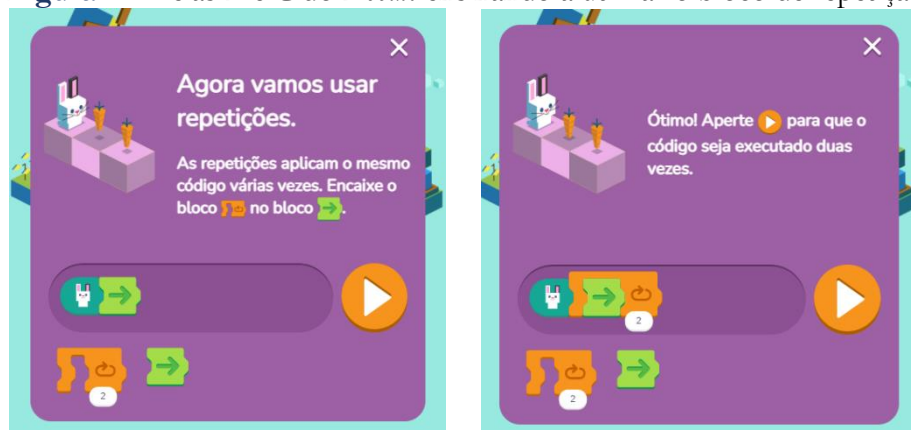 Agora vamos usar
repetições.
As repetições aplicam o mesmo
código várias vezes. Encaixe o
bloco no bloco .
2
Ótimo! Aperte para que o
código seja executado duas
vezes.
2
2